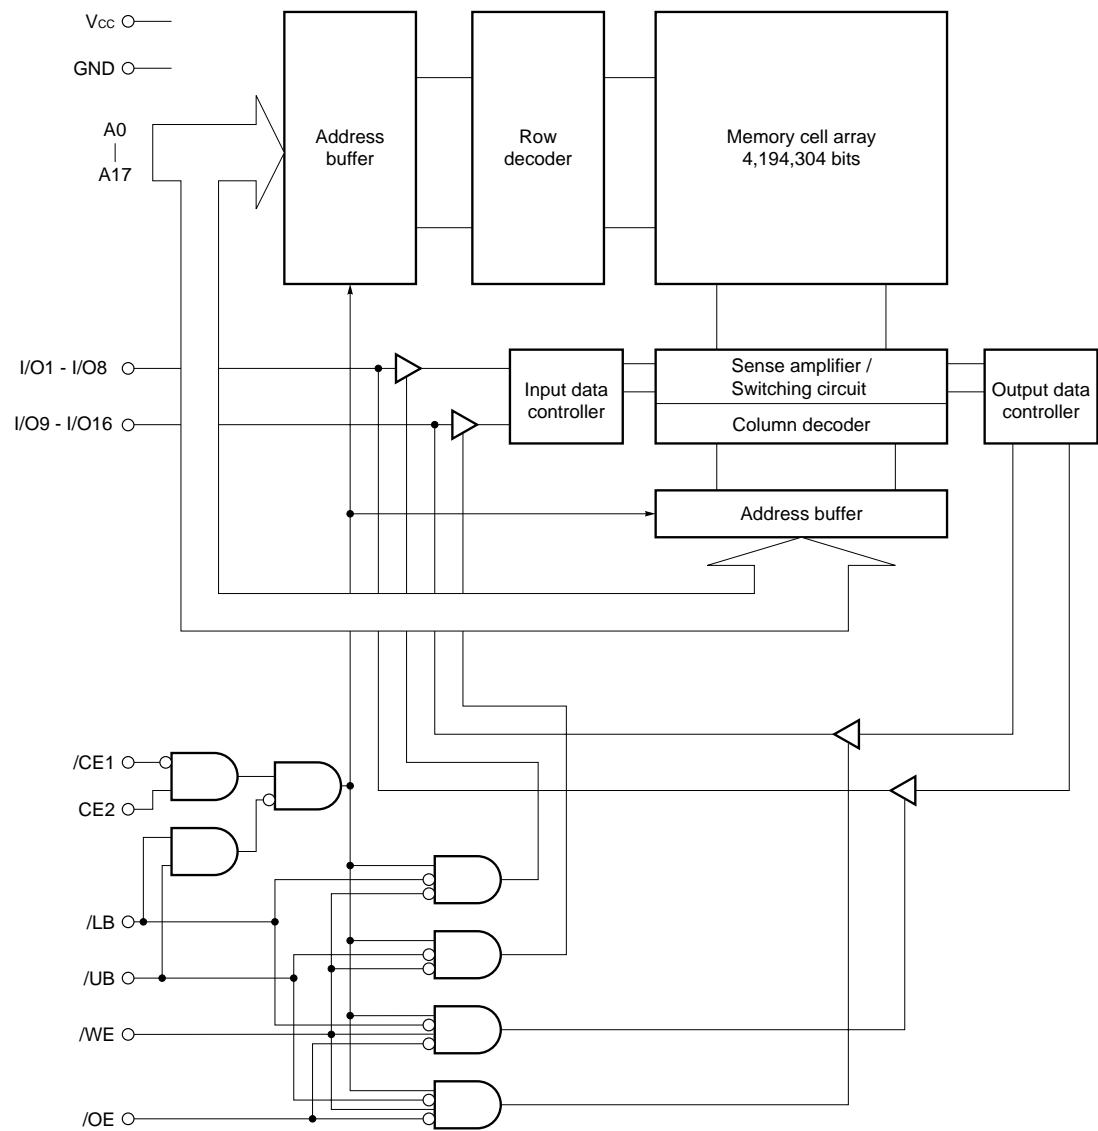 VCC
GND
A0
A17
Address
buffer
Row
decoder
Memory cell array
4,194,304 bits
I/O1 - I/O8
I/O9 - I/O16
Input data
controller
Sense amplifier /
Switching circuit
Column decoder
Output data
controller
Address buffer
/CE1
CE2
/LB
/UB
/WE
/OE